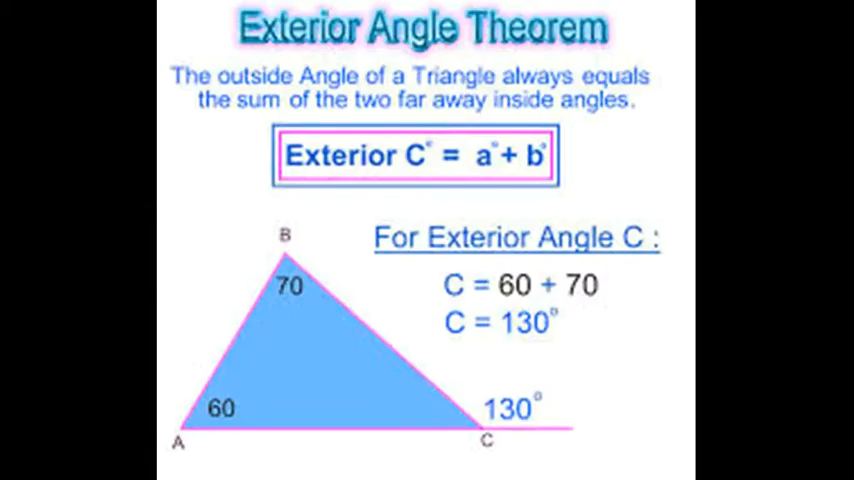 Exterior Angle Theorem
The outside Angle of a Triangle always equals
the sum of the two far away inside angles.
Exterior C° = a° + b°
B
For Exterior Angle C :
70
C = 60 + 70
C = 130°
60
130°
A
C